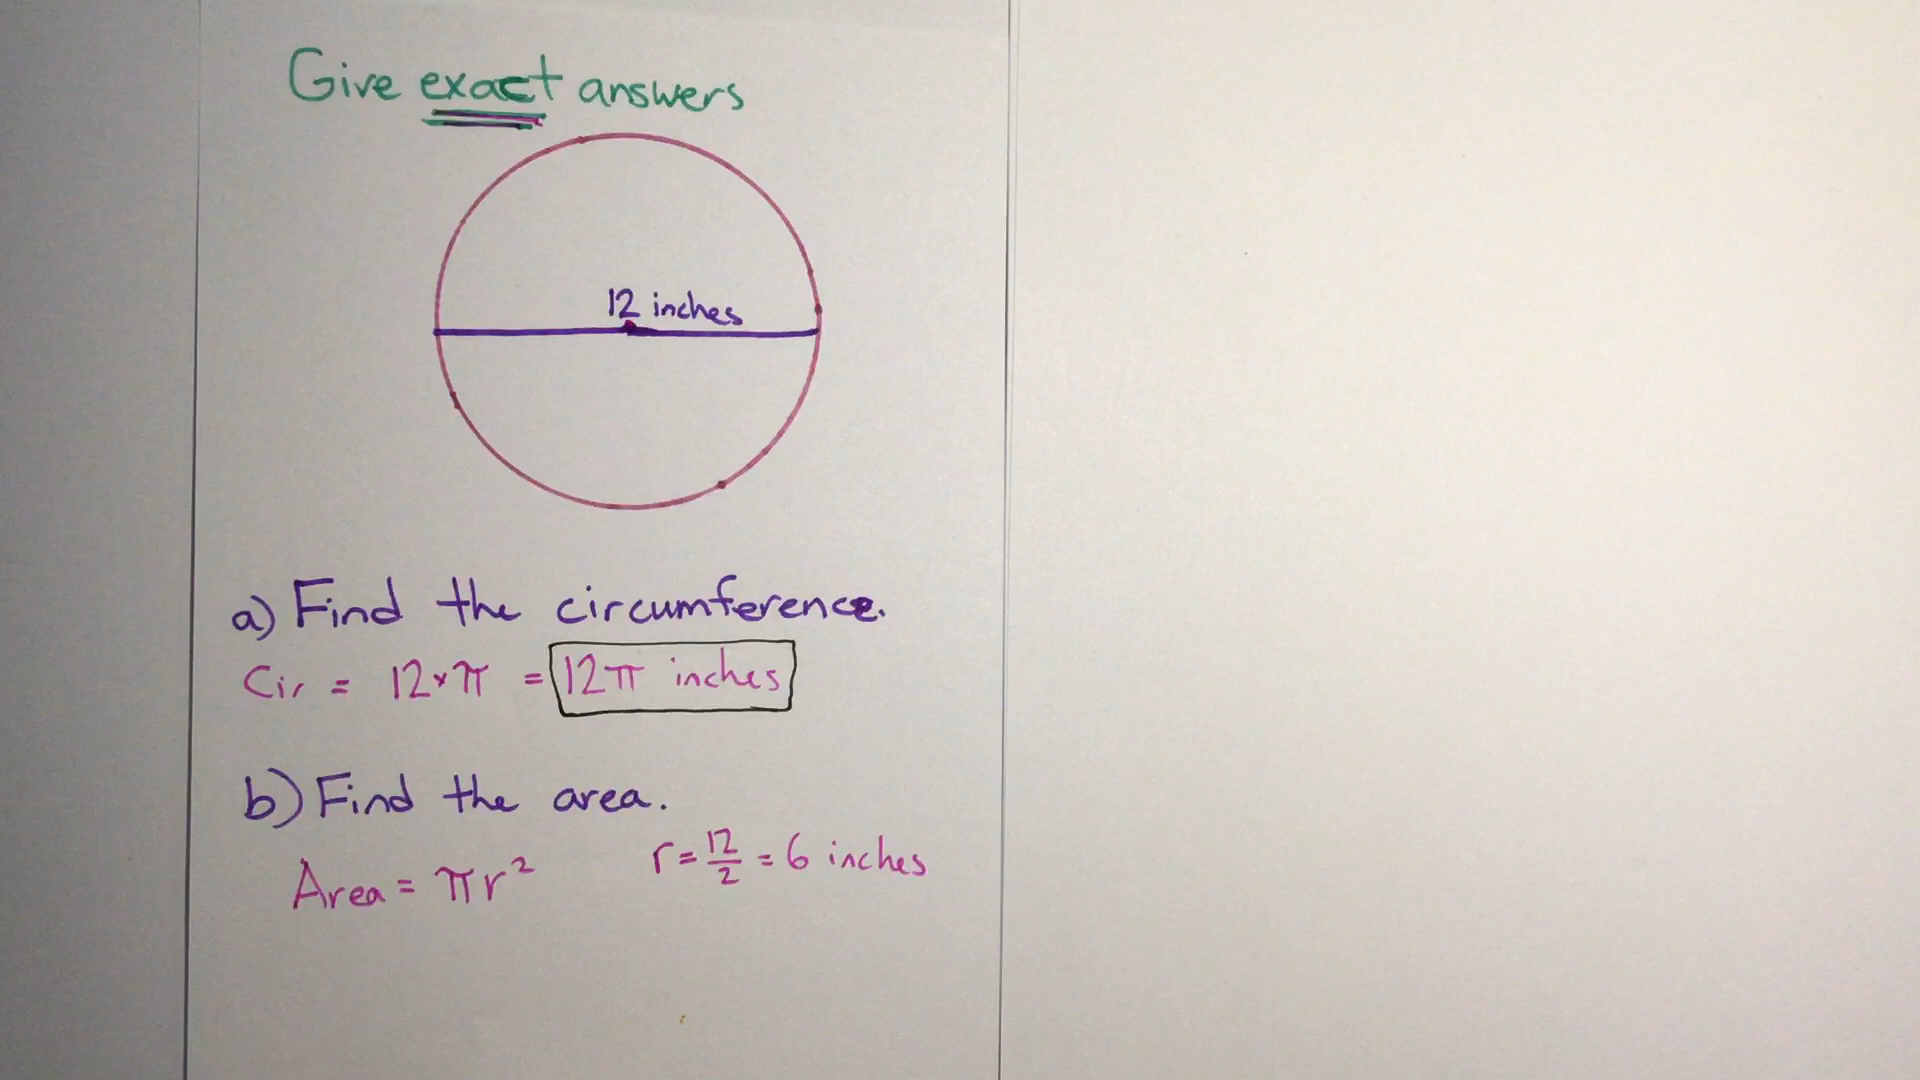 Give exact answers
12 inches
a) Find the circumference.
Cir = 12×π = 12π inches
b) Find the area.
Area = πr² r = 12/2 = 6 inches